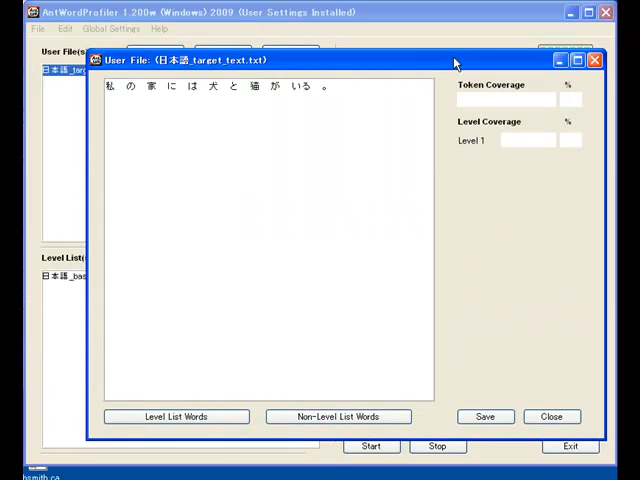 AntWordProfiler 1.200w (Windows) 2009 (User Settings Installed)
File Edit Global Settings Help
User File(s
日本語_targ
User File: (日本語_target_text.txt)
私 の 家 に は 犬 と 猫 が いる 。
Token Coverage %
Level Coverage %
Level 1
Level List(s
日本語_bas
Level List Words Non-Level List Words Save Close
Start Stop Exit
hsmith.ca